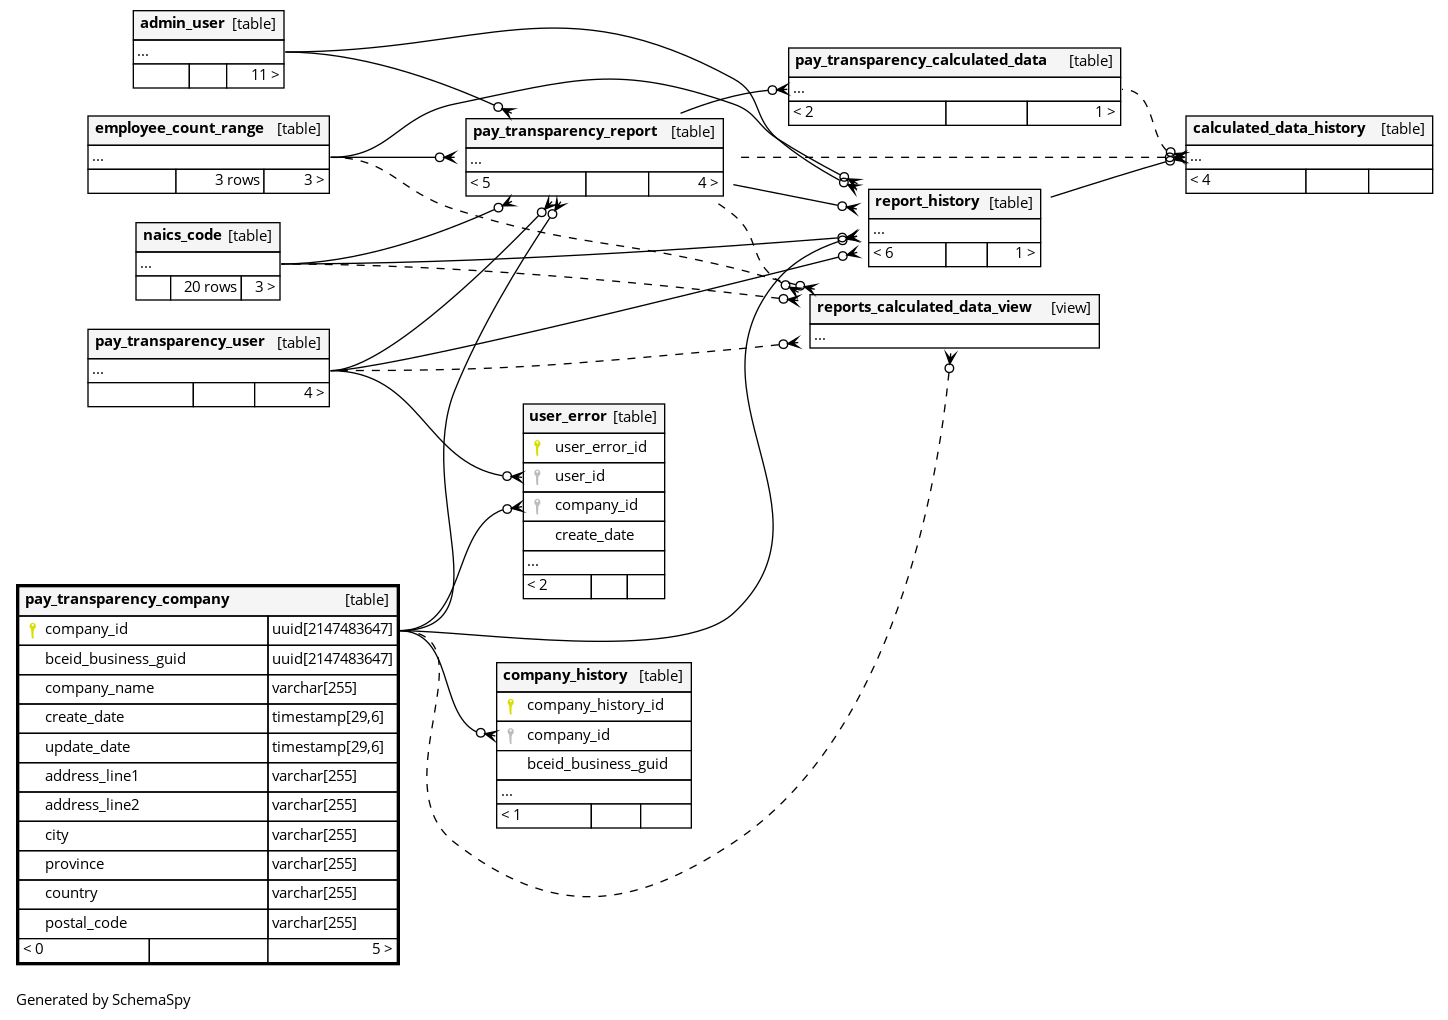 admin_user [table]
...
11 >
employee_count_range [table]
...
3 rows 3 >
naics_code [table]
...
20 rows 3 >
pay_transparency_user [table]
...
4 >
pay_transparency_report [table]
...
< 5 4 >
pay_transparency_calculated_data [table]
...
< 2 1 >
calculated_data_history [table]
...
< 4
report_history [table]
...
< 6 1 >
reports_calculated_data_view [view]
...
user_error [table]
user_error_id
user_id
company_id
create_date
...
< 2
pay_transparency_company [table]
company_id uuid[2147483647]
bceid_business_guid uuid[2147483647]
company_name varchar[255]
create_date timestamp[29,6]
update_date timestamp[29,6]
address_line1 varchar[255]
address_line2 varchar[255]
city varchar[255]
province varchar[255]
country varchar[255]
postal_code varchar[255]
< 0 5 >
company_history [table]
company_history_id
company_id
bceid_business_guid
...
< 1
Generated by SchemaSpy